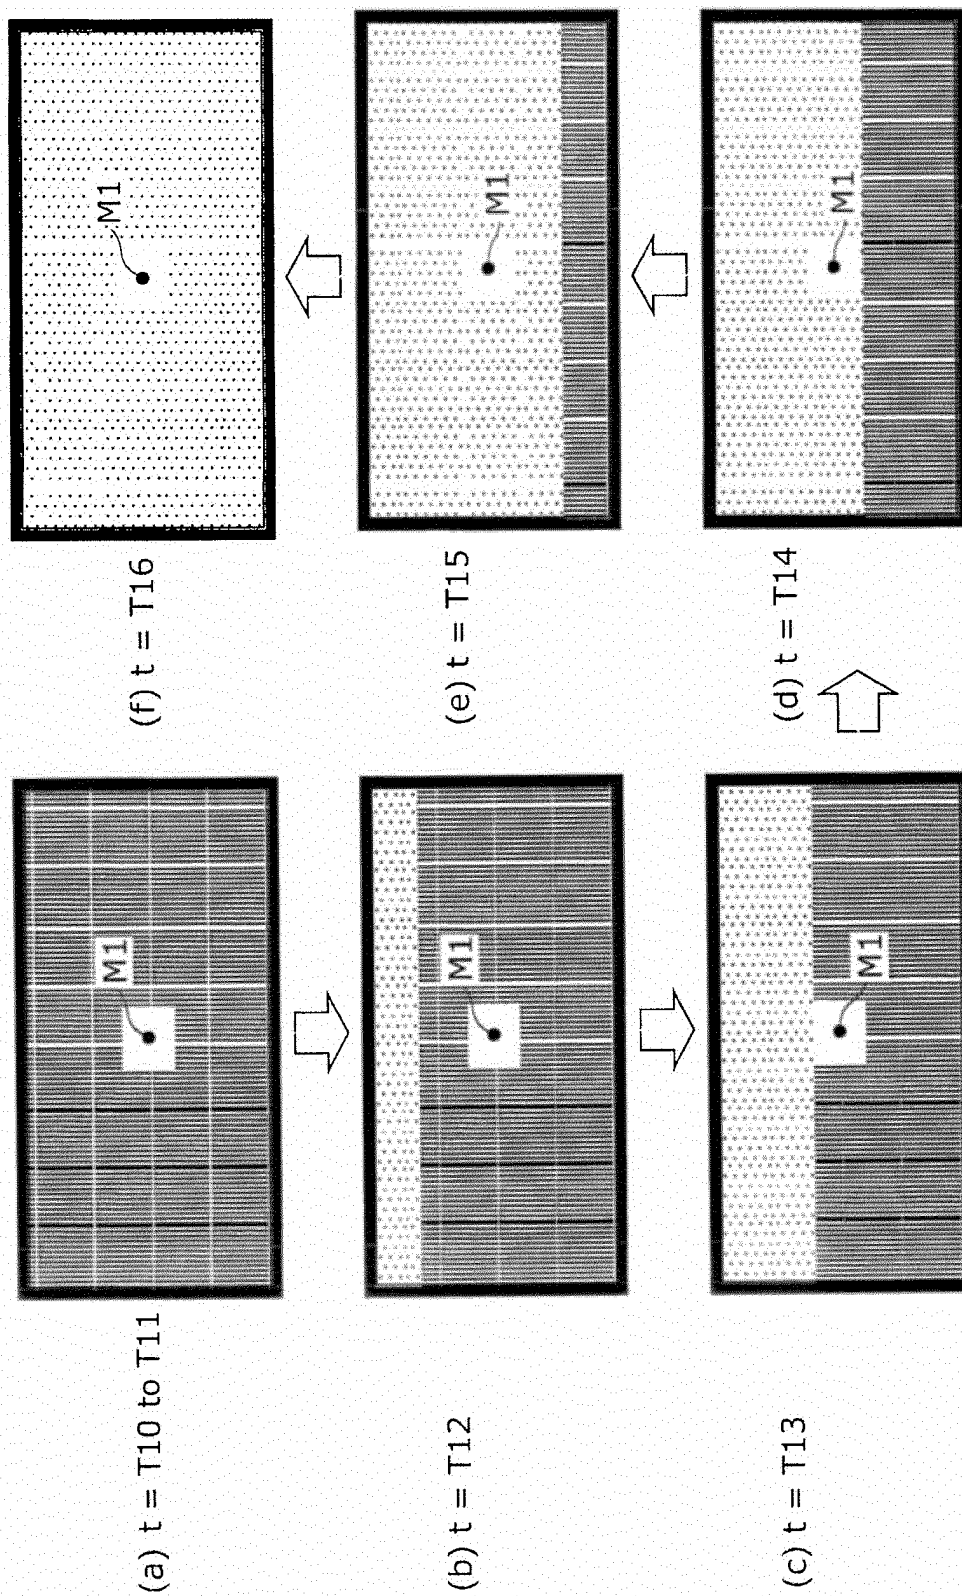 (a) t = T10 to T11
M1
(b) t = T12
M1
(c) t = T13
M1
(d) t = T14
M1
(e) t = T15
M1
(f) t = T16
M1